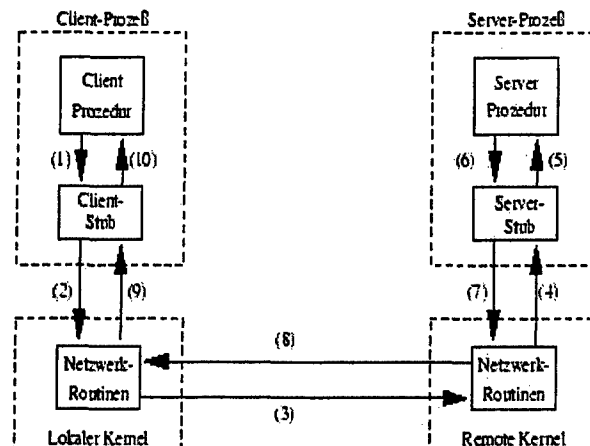 Client-Prozeß
Server-Prozeß
Client
Prozedur
Server
Prozedur
(1)
(10)
(6)
(5)
Client-
Stub
Server-
Stub
(2)
(9)
(7)
(4)
(8)
Netzwerk-
Routinen
Netzwerk-
Routinen
(3)
Lokaler Kernel
Remote Kernel